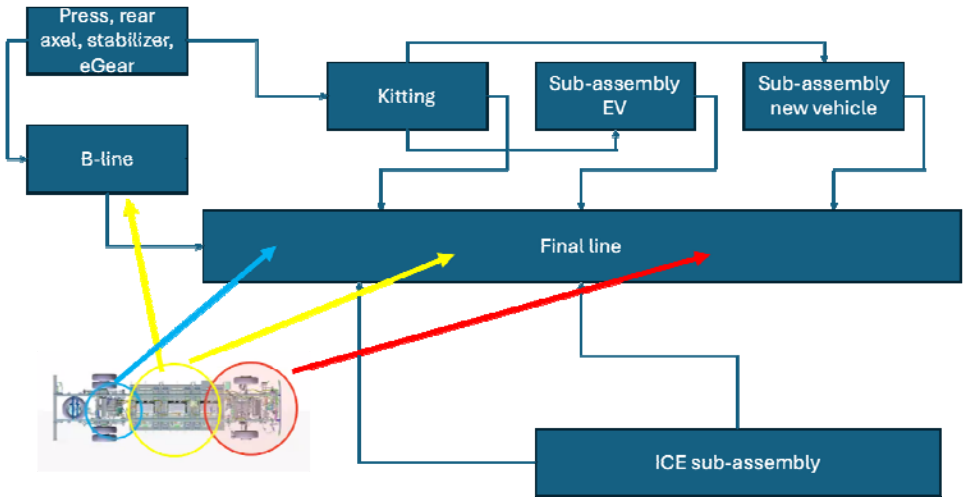 Press, rear
axel, stabilizer,
eGear
Kitting
Sub-assembly
EV
Sub-assembly
new vehicle
B-line
Final line
ICE sub-assembly